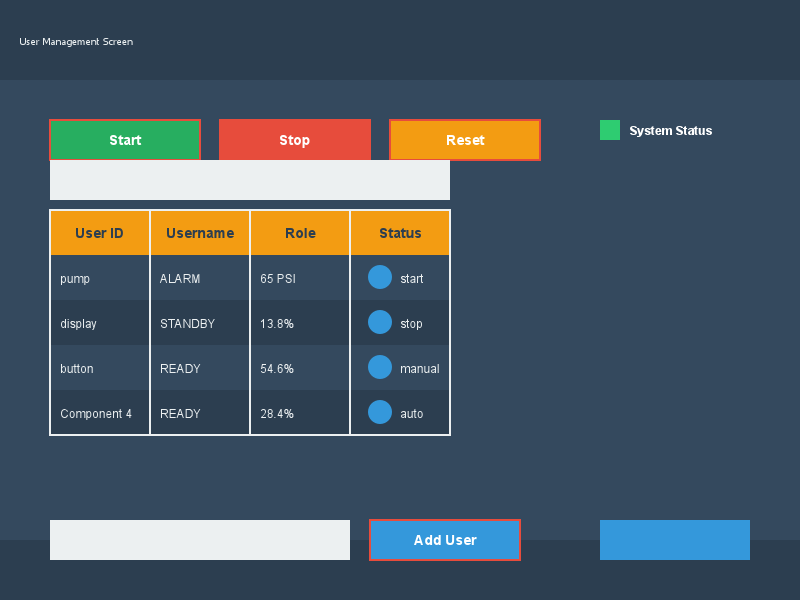 User Management Screen
Start Stop Reset System Status
User ID Username Role Status
pump ALARM 65 PSI start
display STANDBY 13.8% stop
button READY 54.6% manual
Component 4 READY 28.4% auto
Add User